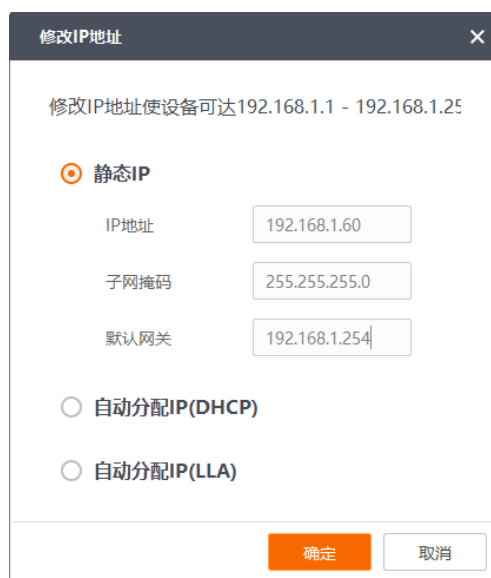 修改IP地址
修改IP地址使设备可达192.168.1.1 - 192.168.1.25
静态IP
IP地址 192.168.1.60
子网掩码 255.255.255.0
默认网关 192.168.1.254
自动分配IP(DHCP)
自动分配IP(LLA)
确定 取消